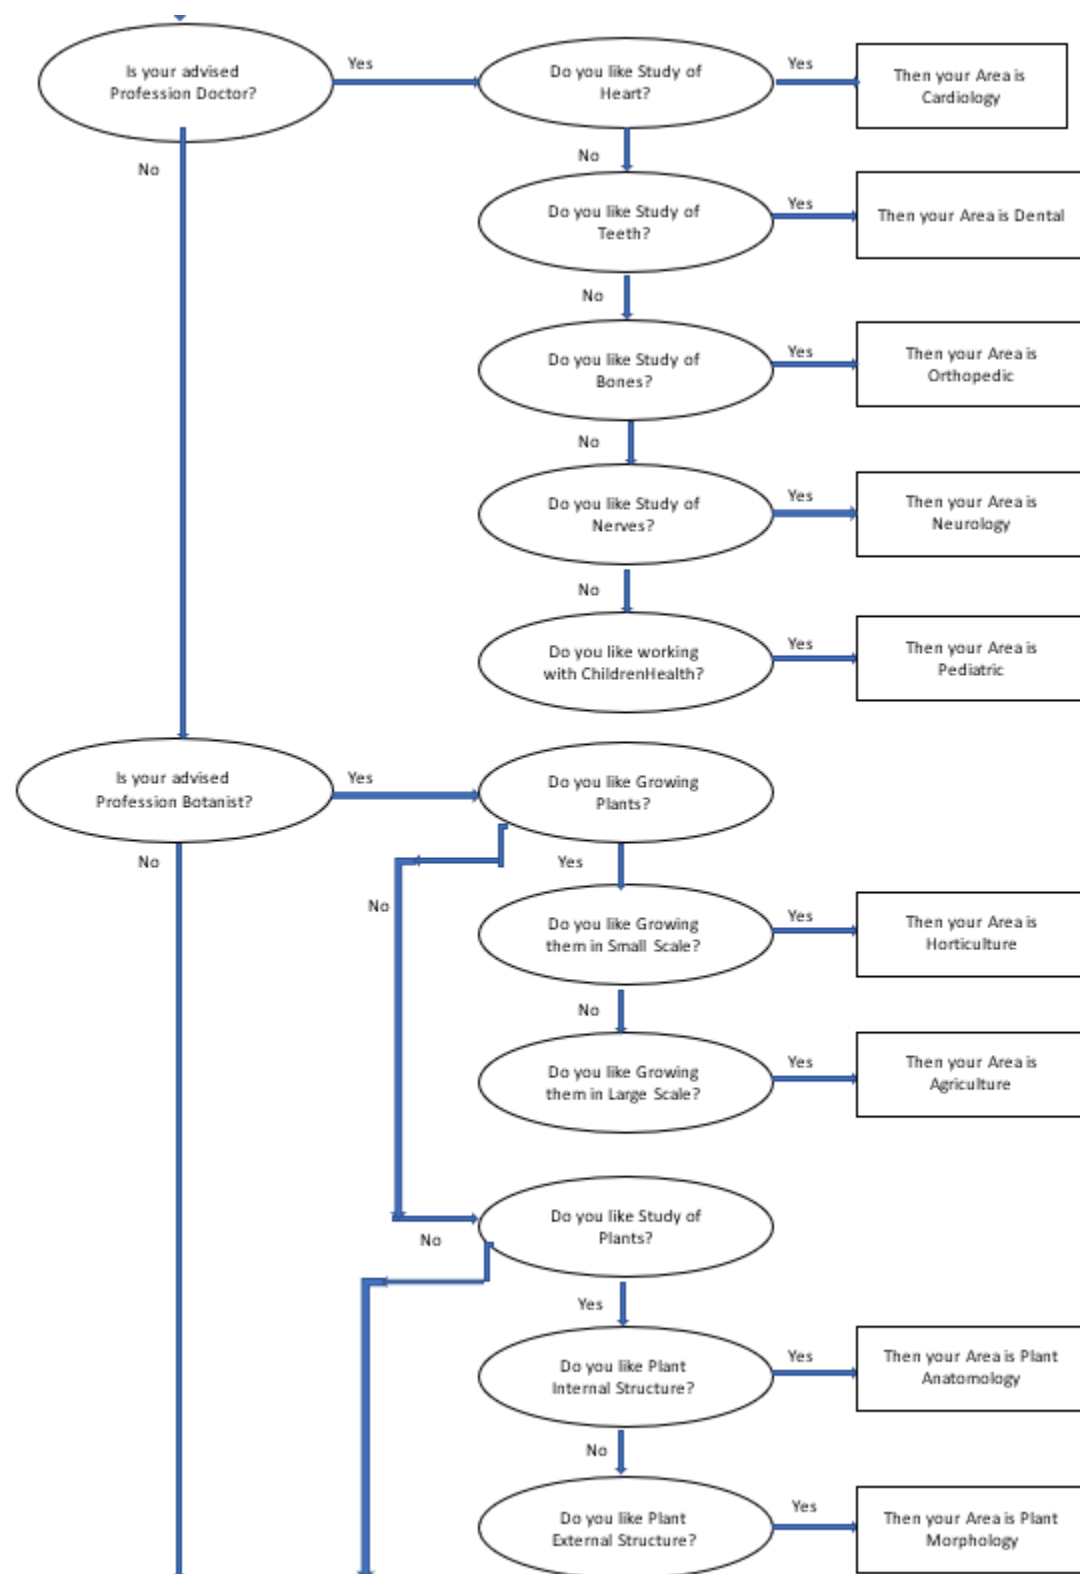 Is your advised
Profession Doctor?
Yes
Do you like Study of
Heart?
Yes
Then your Area is
Cardiology
No
No
Do you like Study of
Teeth?
Yes
Then your Area is Dental
No
Do you like Study of
Bones?
Yes
Then your Area is
Orthopedic
No
Do you like Study of
Nerves?
Yes
Then your Area is
Neurology
No
Do you like working
with ChildrenHealth?
Yes
Then your Area is
Pediatric
Is your advised
Profession Botanist?
Yes
Do you like Growing
Plants?
No
Yes
No
Do you like Growing
them in Small Scale?
Yes
Then your Area is
Horticulture
No
Do you like Growing
them in Large Scale?
Yes
Then your Area is
Agriculture
Do you like Study of
Plants?
No
Yes
Do you like Plant
Internal Structure?
Yes
Then your Area is Plant
Anatomology
No
Do you like Plant
External Structure?
Yes
Then your Area is Plant
Morphology